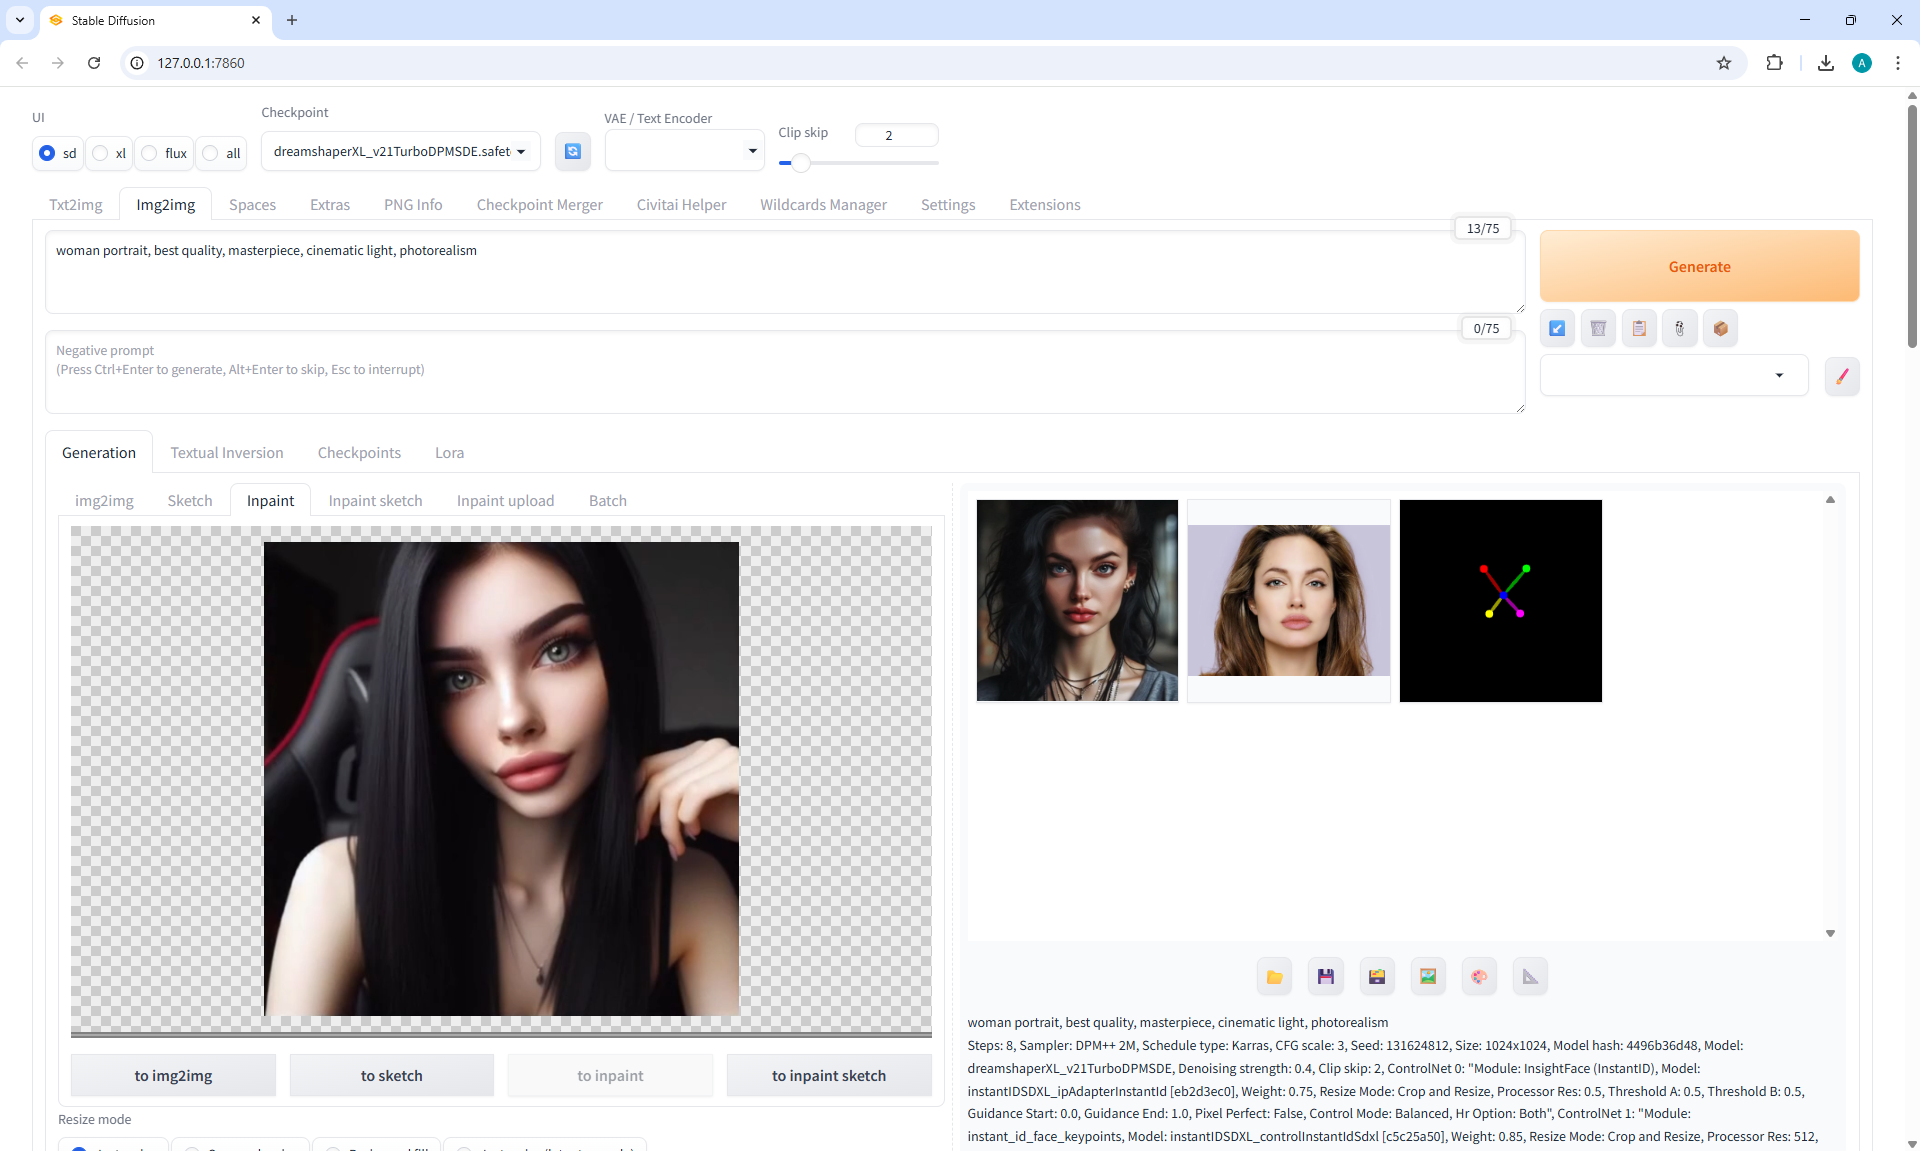 Stable Diffusion
127.0.0.1:7860
UI
Checkpoint
VAE / Text Encoder
Clip skip
2
sd
xl
flux
all
dreamshaperXL_v21TurboDPMSDE.safet
Txt2img
Img2img
Spaces
Extras
PNG Info
Checkpoint Merger
Civitai Helper
Wildcards Manager
Settings
Extensions
13/75
woman portrait, best quality, masterpiece, cinematic light, photorealism
Generate
0/75
Negative prompt
(Press Ctrl+Enter to generate, Alt+Enter to skip, Esc to interrupt)
Generation
Textual Inversion
Checkpoints
Lora
img2img
Sketch
Inpaint
Inpaint sketch
Inpaint upload
Batch
to img2img
to sketch
to inpaint
to inpaint sketch
Resize mode
woman portrait, best quality, masterpiece, cinematic light, photorealism
Steps: 8, Sampler: DPM++ 2M, Schedule type: Karras, CFG scale: 3, Seed: 131624812, Size: 1024x1024, Model hash: 4496b36d48, Model:
dreamshaperXL_v21TurboDPMSDE, Denoising strength: 0.4, Clip skip: 2, ControlNet 0: "Module: InsightFace (InstantID), Model:
instantIDSDXL_ipAdapterInstantId [eb2d3ec0], Weight: 0.75, Resize Mode: Crop and Resize, Processor Res: 0.5, Threshold A: 0.5, Threshold B: 0.5,
Guidance Start: 0.0, Guidance End: 1.0, Pixel Perfect: False, Control Mode: Balanced, Hr Option: Both", ControlNet 1: "Module:
instant_id_face_keypoints, Model: instantIDSDXL_controlInstantIdSdxl [c5c25a50], Weight: 0.85, Resize Mode: Crop and Resize, Processor Res: 512,